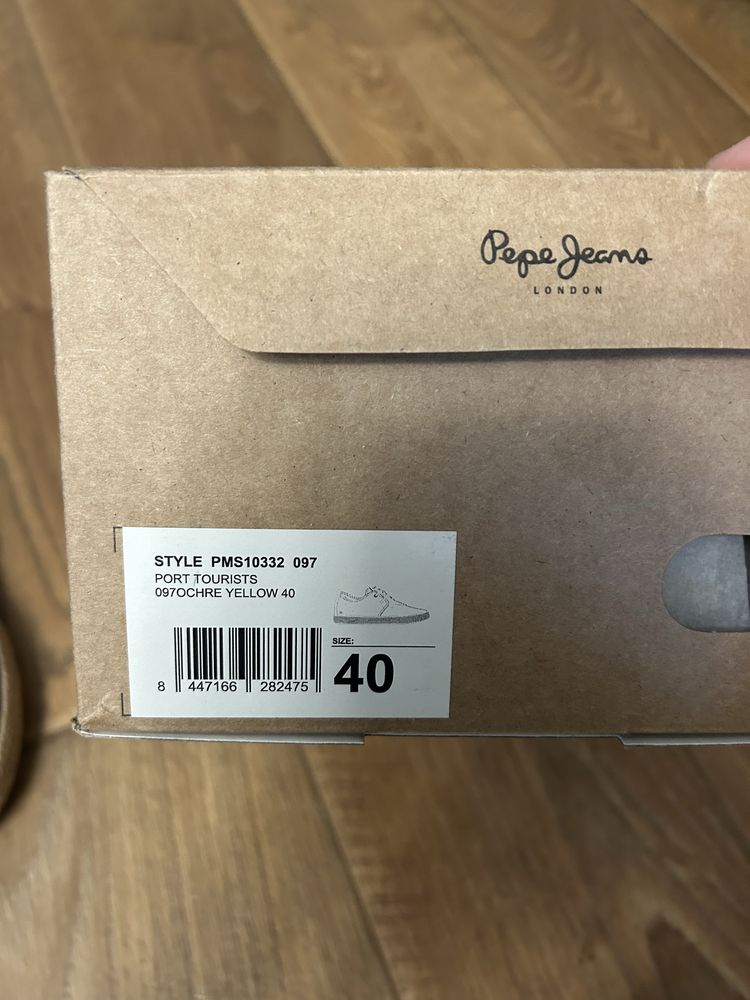 Pepe Jeans
LONDON
STYLE PMS10332 097
PORT TOURISTS
097OCHRE YELLOW 40
SIZE:
40
8 447166 282475